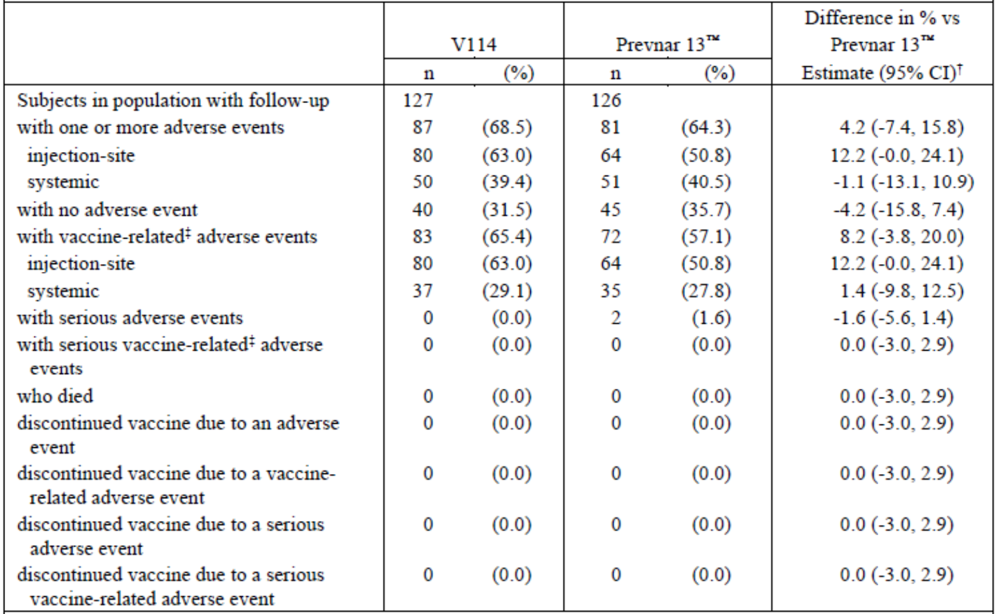 Difference in % vs
V114 Prevnar 13™ Prevnar 13™
n (%) n (%) Estimate (95% CI)†
Subjects in population with follow-up 127 126
with one or more adverse events 87 (68.5) 81 (64.3) 4.2 (-7.4, 15.8)
injection-site 80 (63.0) 64 (50.8) 12.2 (-0.0, 24.1)
systemic 50 (39.4) 51 (40.5) -1.1 (-13.1, 10.9)
with no adverse event 40 (31.5) 45 (35.7) -4.2 (-15.8, 7.4)
with vaccine-related‡ adverse events 83 (65.4) 72 (57.1) 8.2 (-3.8, 20.0)
injection-site 80 (63.0) 64 (50.8) 12.2 (-0.0, 24.1)
systemic 37 (29.1) 35 (27.8) 1.4 (-9.8, 12.5)
with serious adverse events 0 (0.0) 2 (1.6) -1.6 (-5.6, 1.4)
with serious vaccine-related‡ adverse 0 (0.0) 0 (0.0) 0.0 (-3.0, 2.9)
events
who died 0 (0.0) 0 (0.0) 0.0 (-3.0, 2.9)
discontinued vaccine due to an adverse 0 (0.0) 0 (0.0) 0.0 (-3.0, 2.9)
event
discontinued vaccine due to a vaccine- 0 (0.0) 0 (0.0) 0.0 (-3.0, 2.9)
related adverse event
discontinued vaccine due to a serious 0 (0.0) 0 (0.0) 0.0 (-3.0, 2.9)
adverse event
discontinued vaccine due to a serious 0 (0.0) 0 (0.0) 0.0 (-3.0, 2.9)
vaccine-related adverse event